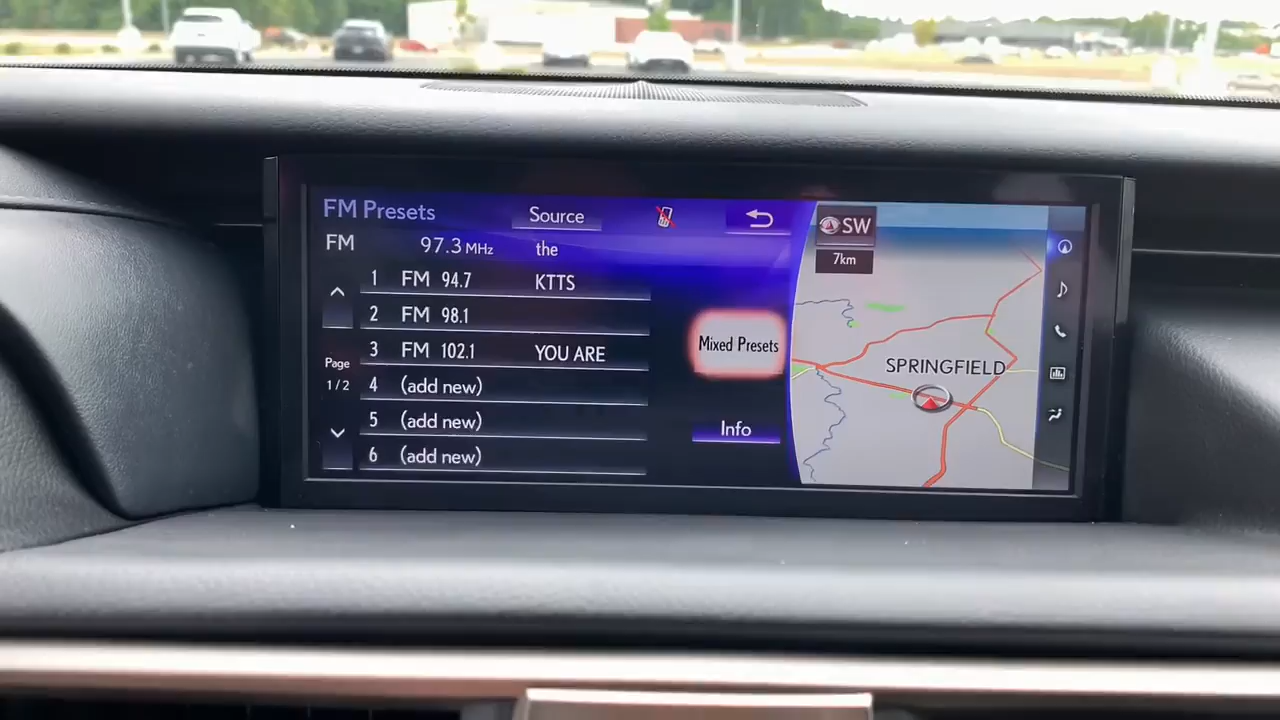 FM Presets Source
FM 97.3 MHz the
1 FM 94.7 KTTS
2 FM 98.1
3 FM 102.1 YOU ARE
4 (add new)
5 (add new)
6 (add new)
Page
1/2
Mixed Presets
Info
SW
7km
SPRINGFIELD